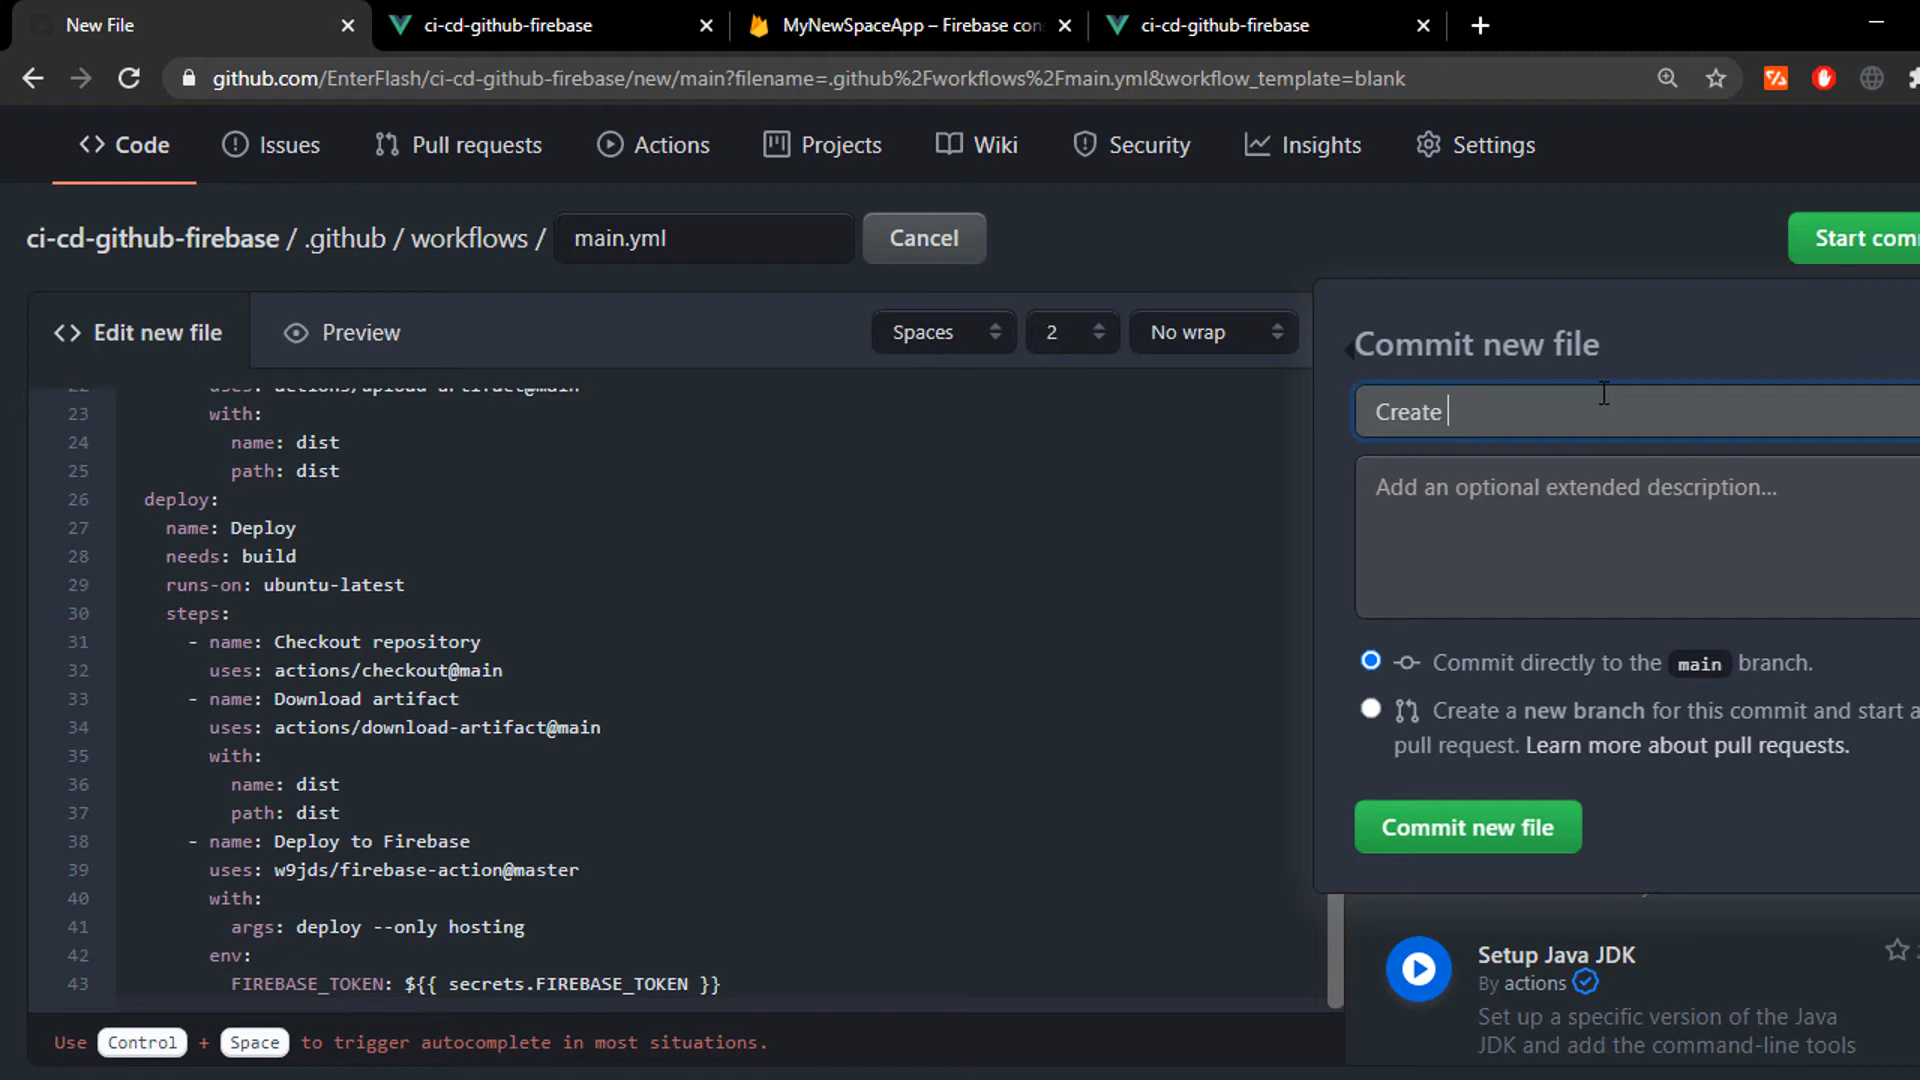 New File
ci-cd-github-firebase
MyNewSpaceApp – Firebase con
ci-cd-github-firebase
github.com/EnterFlash/ci-cd-github-firebase/new/main?filename=.github%2Fworkflows%2Fmain.yml&workflow_template=blank
Code
Issues
Pull requests
Actions
Projects
Wiki
Security
Insights
Settings
ci-cd-github-firebase / .github / workflows / main.yml
Cancel
Start com
Edit new file
Preview
Spaces
2
No wrap
22 uses: actions/upload-artifact@main
23 with:
24 name: dist
25 path: dist
26 deploy:
27 name: Deploy
28 needs: build
29 runs-on: ubuntu-latest
30 steps:
31 - name: Checkout repository
32 uses: actions/checkout@main
33 - name: Download artifact
34 uses: actions/download-artifact@main
35 with:
36 name: dist
37 path: dist
38 - name: Deploy to Firebase
39 uses: w9jds/firebase-action@master
40 with:
41 args: deploy --only hosting
42 env:
43 FIREBASE_TOKEN: ${{ secrets.FIREBASE_TOKEN }}
Use Control + Space to trigger autocomplete in most situations.
Commit new file
Create
Add an optional extended description...
Commit directly to the main branch.
Create a new branch for this commit and start a
pull request. Learn more about pull requests.
Commit new file
Setup Java JDK
By actions
Set up a specific version of the Java
JDK and add the command-line tools